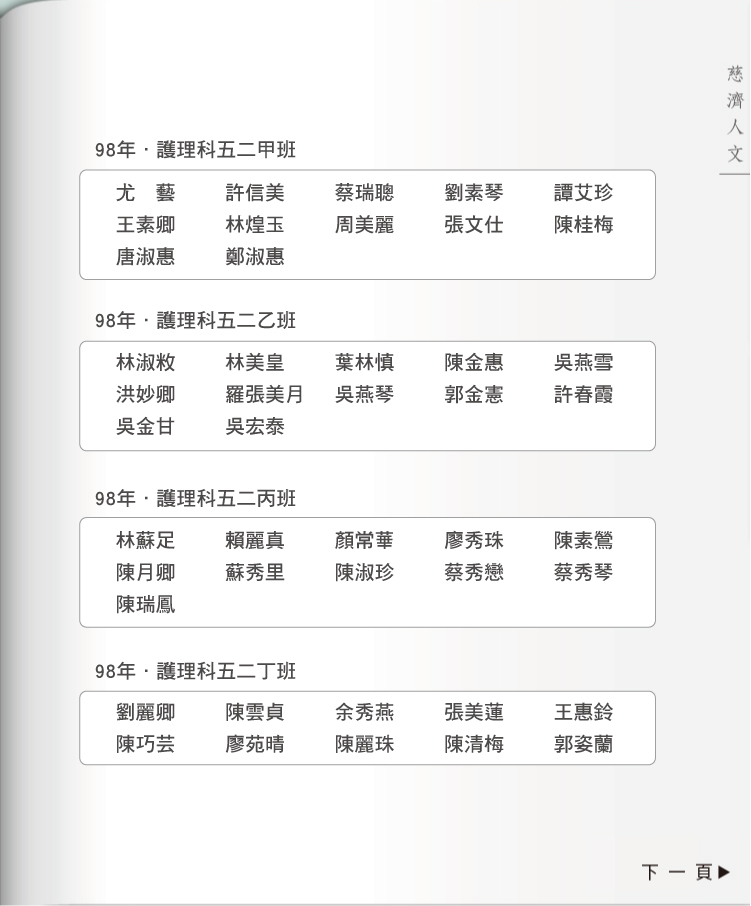 慈濟人文
98年·護理科五二甲班
尤　藝 許信美 蔡瑞聰 劉素琴 譚艾珍
王素卿 林煌玉 周美麗 張文仕 陳桂梅
唐淑惠 鄭淑惠
98年·護理科五二乙班
林淑敉 林美皇 葉林慎 陳金惠 吳燕雪
洪妙卿 羅張美月 吳燕琴 郭金憲 許春霞
吳金甘 吳宏泰
98年·護理科五二丙班
林蘇足 賴麗真 顏常華 廖秀珠 陳素鶯
陳月卿 蘇秀里 陳淑珍 蔡秀戀 蔡秀琴
陳瑞鳳
98年·護理科五二丁班
劉麗卿 陳雲貞 余秀燕 張美蓮 王惠鈴
陳巧芸 廖苑晴 陳麗珠 陳清梅 郭姿蘭
下一頁▶